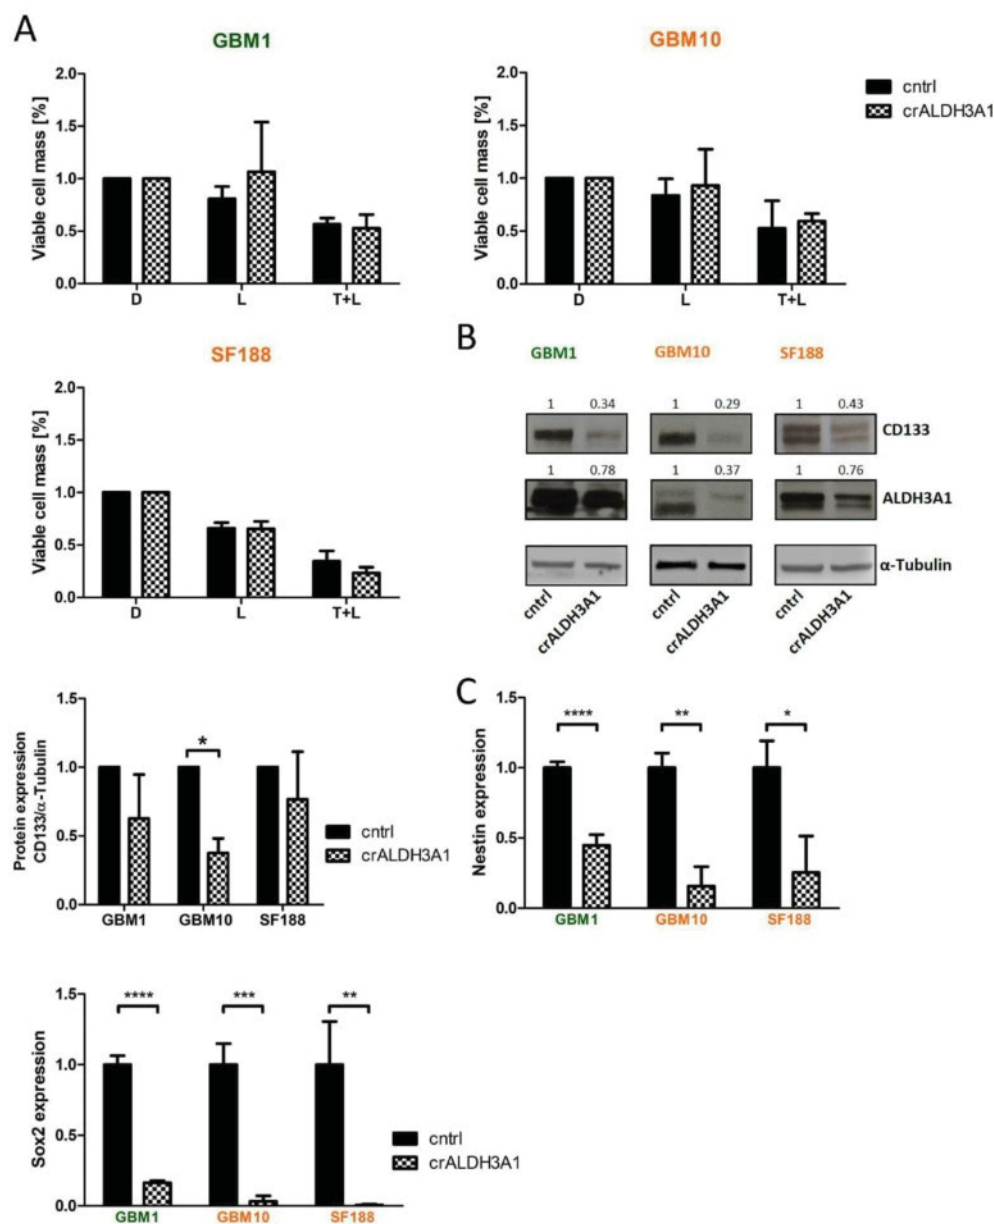 A
GBM1
Viable cell mass [%]
2.0
1.5
1.0
0.5
0.0
D L T+L
GBM10
Viable cell mass [%]
2.0
1.5
1.0
0.5
0.0
D L T+L
cntrl
crALDH3A1
SF188
Viable cell mass [%]
2.0
1.5
1.0
0.5
0.0
D L T+L
B
GBM1 GBM10 SF188
1 0.34 1 0.29 1 0.43
CD133
1 0.78 1 0.37 1 0.76
ALDH3A1
α-Tubulin
cntrl crALDH3A1 cntrl crALDH3A1 cntrl crALDH3A1
Protein expression
CD133/α-Tubulin
1.5
1.0
0.5
0.0
*
GBM1 GBM10 SF188
cntrl
crALDH3A1
C
Nestin expression
1.5
1.0
0.5
0.0
**** ** *
GBM1 GBM10 SF188
Sox2 expression
1.5
1.0
0.5
0.0
**** *** **
GBM1 GBM10 SF188
cntrl
crALDH3A1